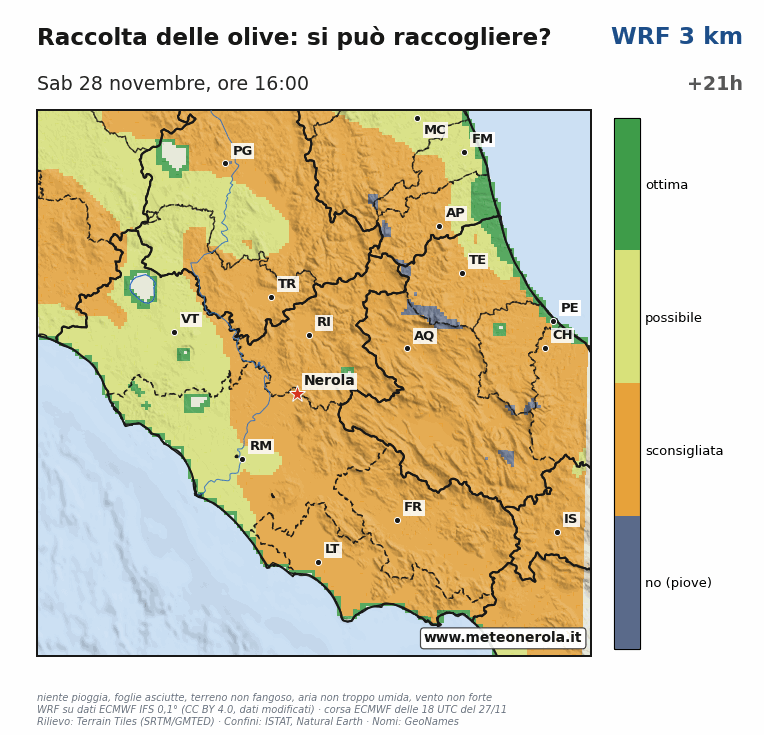 Raccolta delle olive: si può raccogliere?
WRF 3 km
Sab 28 novembre, ore 16:00
+21h
MC
FM
PG
AP
TE
TR
PE
VT
RI
AQ
CH
Nerola
RM
FR
IS
LT
www.meteonerola.it
ottima
possibile
sconsigliata
no (piove)
niente pioggia, foglie asciutte, terreno non fangoso, aria non troppo umida, vento non forte
WRF su dati ECMWF IFS 0,1° (CC BY 4.0, dati modificati) · corsa ECMWF delle 18 UTC del 27/11
Rilievo: Terrain Tiles (SRTM/GMTED) · Confini: ISTAT, Natural Earth · Nomi: GeoNames